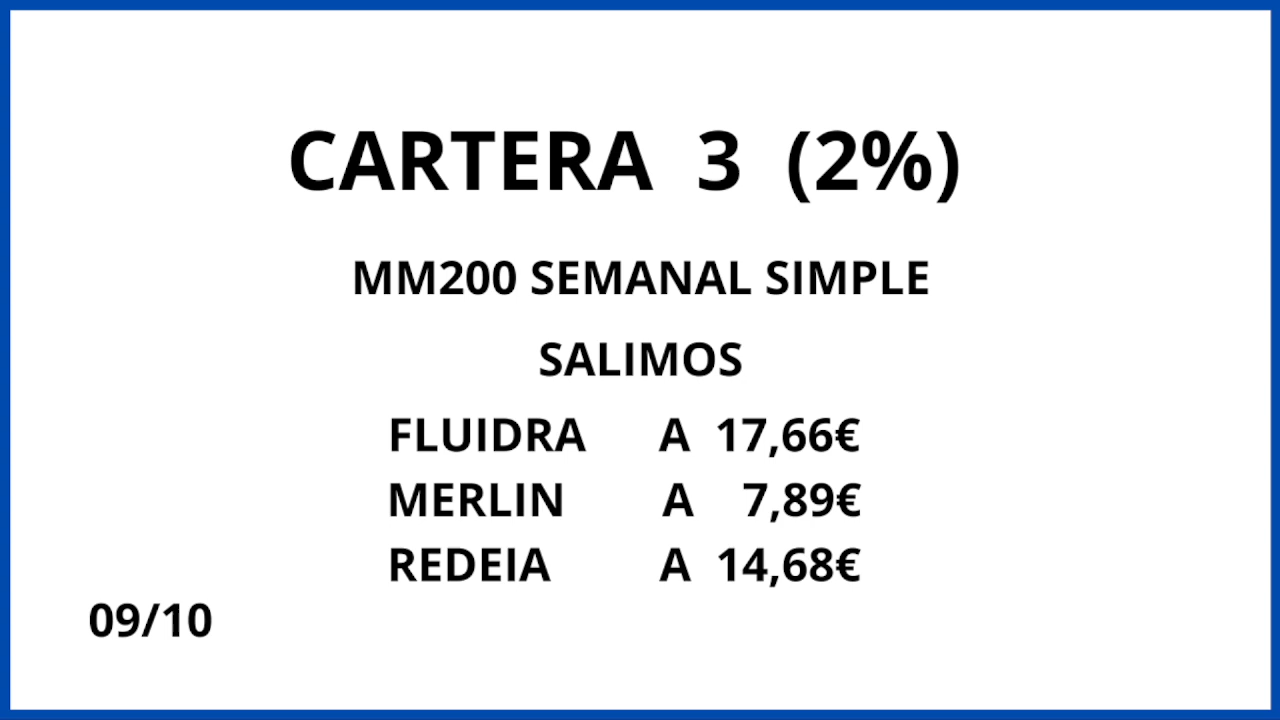 CARTERA 3 (2%)
MM200 SEMANAL SIMPLE
SALIMOS
FLUIDRA A 17,66€
MERLIN A 7,89€
REDEIA A 14,68€
09/10